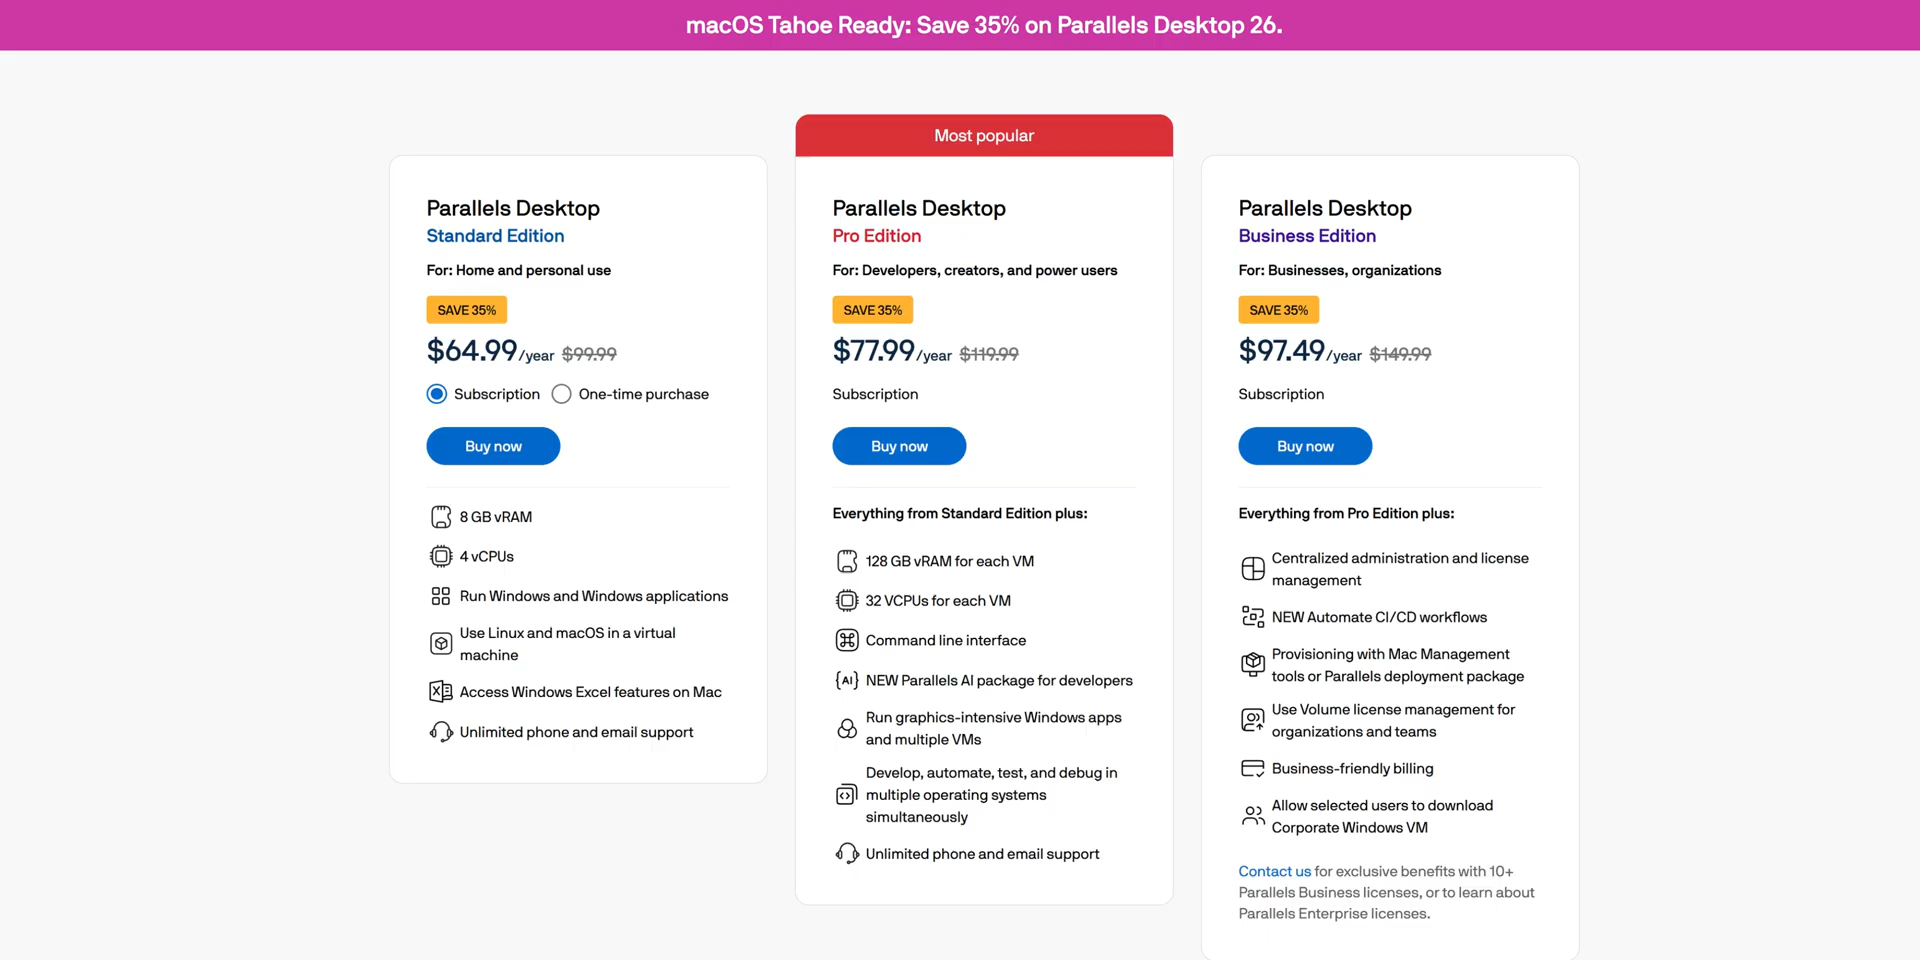 macOS Tahoe Ready: Save 35% on Parallels Desktop 26.
Parallels Desktop
Standard Edition
For: Home and personal use
SAVE 35%
$64.99/year $99.99
Subscription One-time purchase
Buy now
8 GB vRAM
4 vCPUs
Run Windows and Windows applications
Use Linux and macOS in a virtual
machine
Access Windows Excel features on Mac
Unlimited phone and email support
Most popular
Parallels Desktop
Pro Edition
For: Developers, creators, and power users
SAVE 35%
$77.99/year $119.99
Subscription
Buy now
Everything from Standard Edition plus:
128 GB vRAM for each VM
32 VCPUs for each VM
Command line interface
{AI} NEW Parallels AI package for developers
Run graphics-intensive Windows apps
and multiple VMs
Develop, automate, test, and debug in
multiple operating systems
simultaneously
Unlimited phone and email support
Parallels Desktop
Business Edition
For: Businesses, organizations
SAVE 35%
$97.49/year $149.99
Subscription
Buy now
Everything from Pro Edition plus:
Centralized administration and license
management
NEW Automate CI/CD workflows
Provisioning with Mac Management
tools or Parallels deployment package
Use Volume license management for
organizations and teams
Business-friendly billing
Allow selected users to download
Corporate Windows VM
Contact us for exclusive benefits with 10+
Parallels Business licenses, or to learn about
Parallels Enterprise licenses.